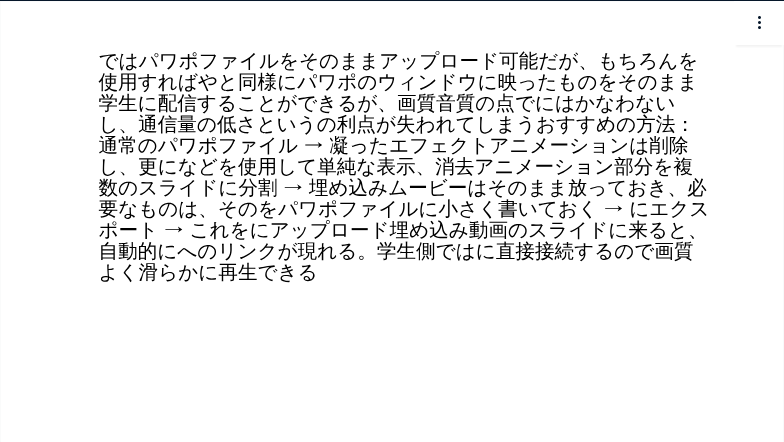 ではパワポファイルをそのままアップロード可能だが、もちろんを
使用すればやと同様にパワポのウィンドウに映ったものをそのまま
学生に配信することができるが、画質音質の点でにはかなわない
し、通信量の低さというの利点が失われてしまうおすすめの方法：
通常のパワポファイル → 凝ったエフェクトアニメーションは削除
し、更になどを使用して単純な表示、消去アニメーション部分を複
数のスライドに分割 → 埋め込みムービーはそのまま放っておき、必
要なものは、そのをパワポファイルに小さく書いておく → にエクス
ポート → これをにアップロード埋め込み動画のスライドに来ると、
自動的にへのリンクが現れる。学生側ではに直接接続するので画質
よく滑らかに再生できる